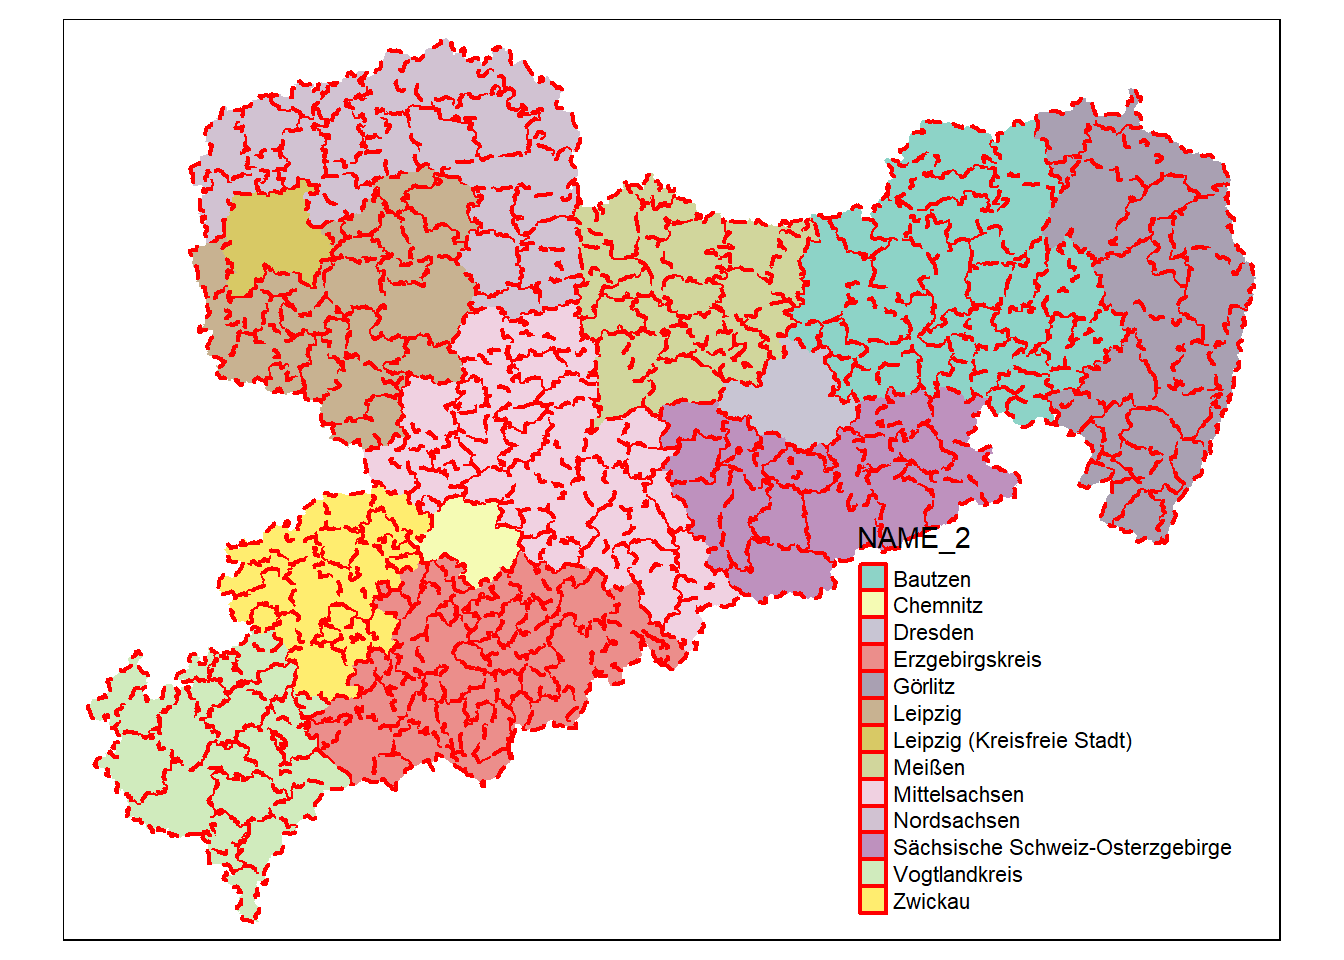 NAME_2
Bautzen
Chemnitz
Dresden
Erzgebirgskreis
Görlitz
Leipzig
Leipzig (Kreisfreie Stadt)
Meißen
Mittelsachsen
Nordsachsen
Sächsische Schweiz-Osterzgebirge
Vogtlandkreis
Zwickau